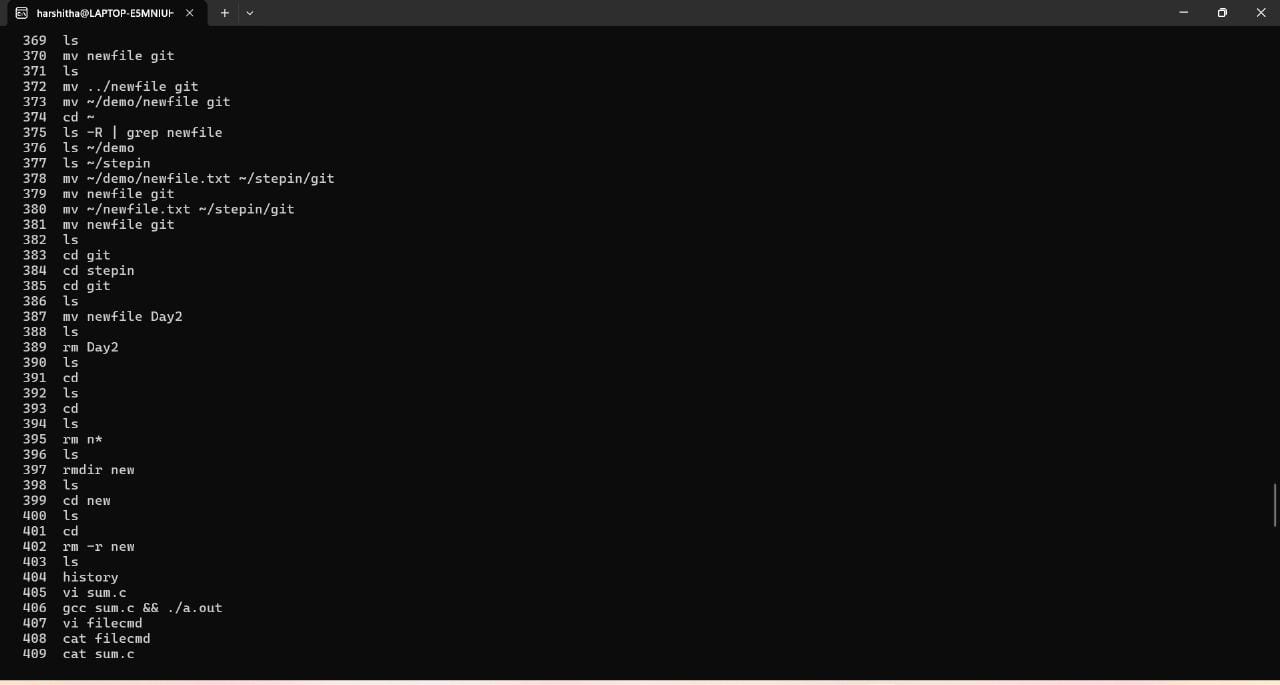 harshitha@LAPTOP-E5MNIUH
369 ls
370 mv newfile git
371 ls
372 mv ../newfile git
373 mv ~/demo/newfile git
374 cd ~
375 ls -R | grep newfile
376 ls ~/demo
377 ls ~/stepin
378 mv ~/demo/newfile.txt ~/stepin/git
379 mv newfile git
380 mv ~/newfile.txt ~/stepin/git
381 mv newfile git
382 ls
383 cd git
384 cd stepin
385 cd git
386 ls
387 mv newfile Day2
388 ls
389 rm Day2
390 ls
391 cd
392 ls
393 cd
394 ls
395 rm n*
396 ls
397 rmdir new
398 ls
399 cd new
400 ls
401 cd
402 rm -r new
403 ls
404 history
405 vi sum.c
406 gcc sum.c && ./a.out
407 vi filecmd
408 cat filecmd
409 cat sum.c